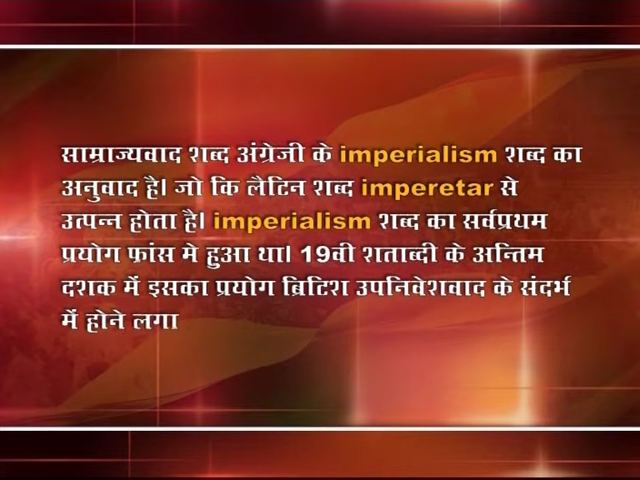 साम्राज्यवाद शब्द अंग्रेजी के imperialism शब्द का
अनुवाद है। जो कि लैटिन शब्द imperetar से
उत्पन्न होता है। imperialism शब्द का सर्वप्रथम
प्रयोग फ्रांस मे हुआ था। 19वी शताब्दी के अन्तिम
दशक में इसका प्रयोग ब्रिटिश उपनिवेशवाद के संदर्भ
में होने लगा